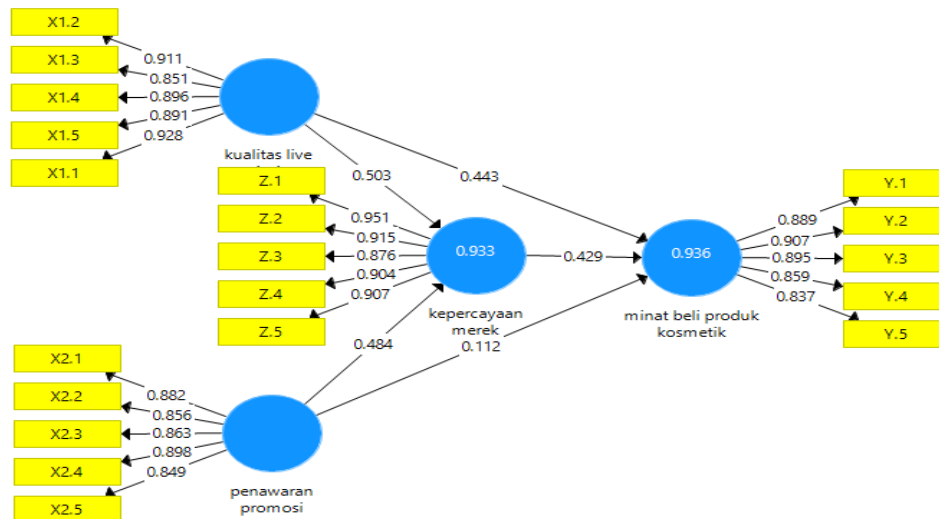 X1.2
X1.3
X1.4
X1.5
X1.1
0.911
0.851
0.896
0.891
0.928
kualitas live
0.503
0.443
Z.1
Z.2
Z.3
Z.4
Z.5
0.951
0.915
0.876
0.904
0.907
0.933
kepercayaan
merek
0.429
0.936
minat beli produk
kosmetik
0.889
0.907
0.895
0.859
0.837
Y.1
Y.2
Y.3
Y.4
Y.5
0.484
0.112
X2.1
X2.2
X2.3
X2.4
X2.5
0.882
0.856
0.863
0.898
0.849
penawaran
promosi